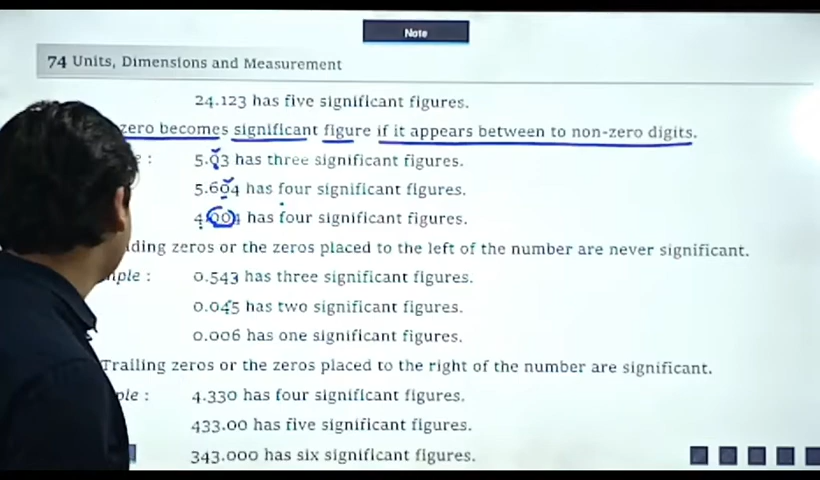 Note
74 Units, Dimensions and Measurement
24.123 has five significant figures.
zero becomes significant figure if it appears between to non-zero digits.
: 5.03 has three significant figures.
5.604 has four significant figures.
4.004 has four significant figures.
ding zeros or the zeros placed to the left of the number are never significant.
mple : 0.543 has three significant figures.
0.045 has two significant figures.
0.006 has one significant figures.
Trailing zeros or the zeros placed to the right of the number are significant.
ple : 4.330 has four significant figures.
433.00 has five significant figures.
343.000 has six significant figures.